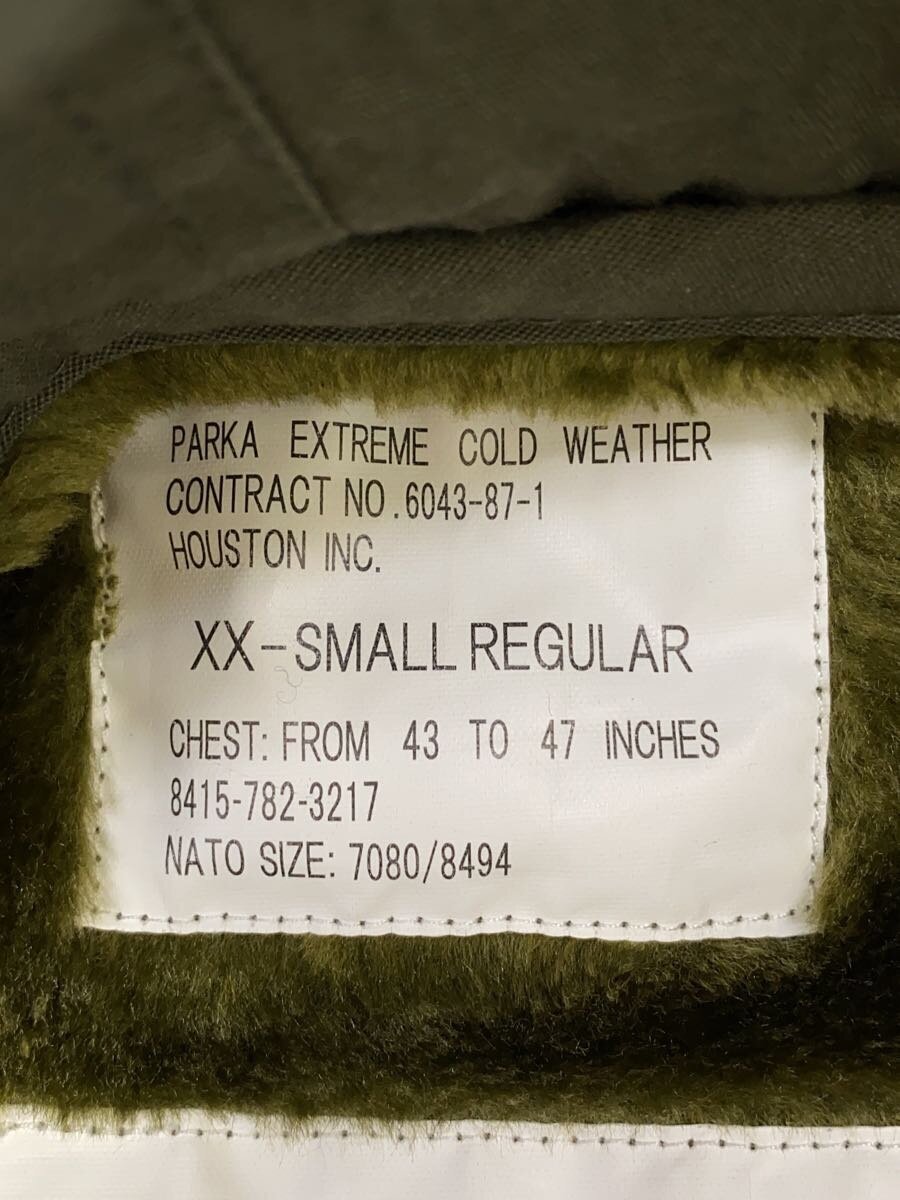 PARKA EXTREME COLD WEATHER
CONTRACT NO.6043-87-1
HOUSTON INC.
XX-SMALL REGULAR
CHEST: FROM 43 TO 47 INCHES
8415-782-3217
NATO SIZE: 7080/8494